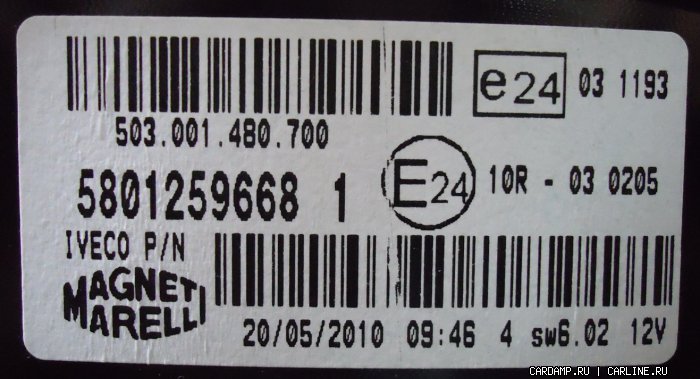 e24 03 1193
503.001.480.700
5801259668 1 E24 10R - 03 0205
IVECO P/N
MAGNETI
MARELLI
20/05/2010 09:46 4 sw6.02 12V
CARDAMP.RU | CARLINE.RU